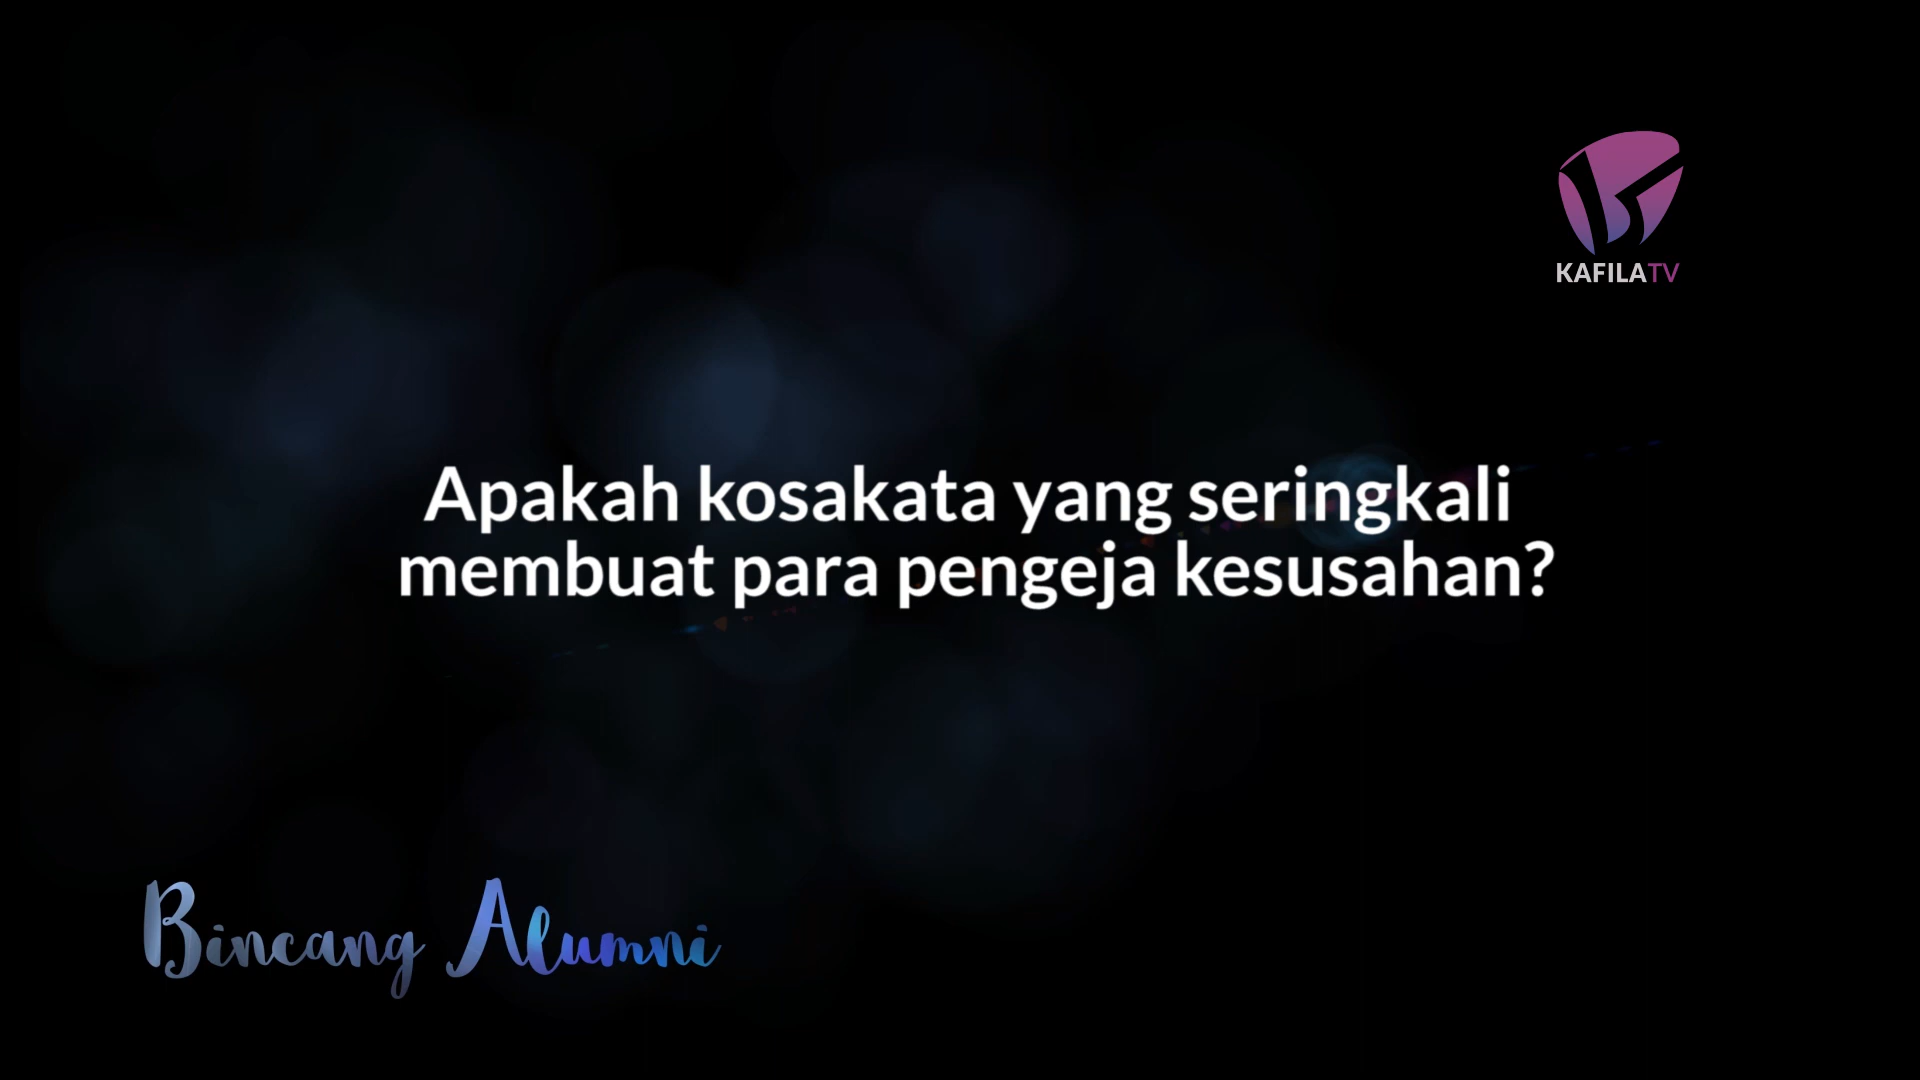 KAFILATV
Apakah kosakata yang seringkali
membuat para pengeja kesusahan?
Bincang Alumni